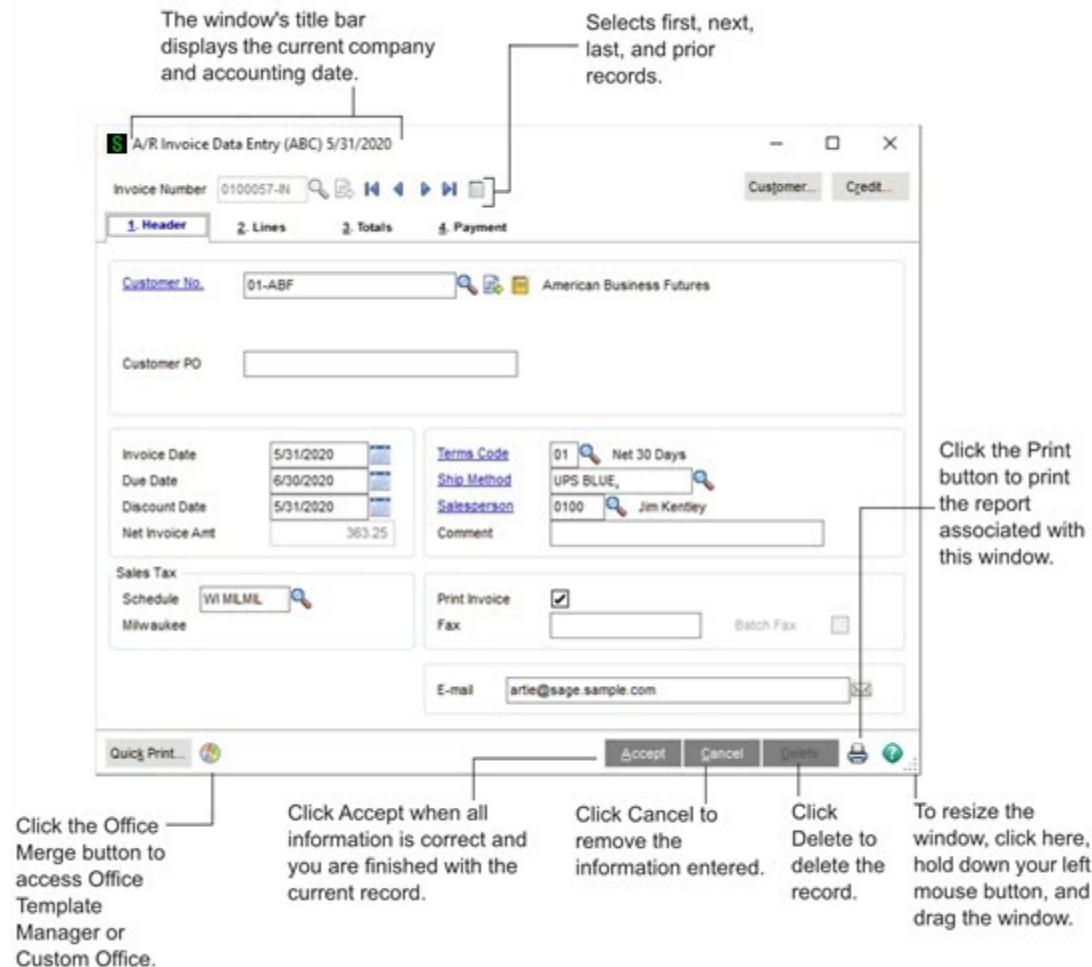 The window's title bar
displays the current company
and accounting date.
Selects first, next,
last, and prior
records.
S A/R Invoice Data Entry (ABC) 5/31/2020
Invoice Number 0100057-IN Customer... Credit...
1. Header 2. Lines 3. Totals 4. Payment
Customer No. 01-ABF American Business Futures
Customer PO
Invoice Date 5/31/2020
Due Date 6/30/2020
Discount Date 5/31/2020
Net Invoice Amt 363.25
Terms Code 01 Net 30 Days
Ship Method UPS BLUE
Salesperson 0100 Jim Kentley
Comment
Sales Tax
Schedule WI MILMIL
Milwaukee
Print Invoice
Fax Batch Fax
E-mail artie@sage.sample.com
Quick Print... Accept Cancel Delete
Click the Print
button to print
the report
associated with
this window.
Click the Office
Merge button to
access Office
Template
Manager or
Custom Office.
Click Accept when all
information is correct and
you are finished with the
current record.
Click Cancel to
remove the
information entered.
Click
Delete to
delete the
record.
To resize the
window, click here,
hold down your left
mouse button, and
drag the window.